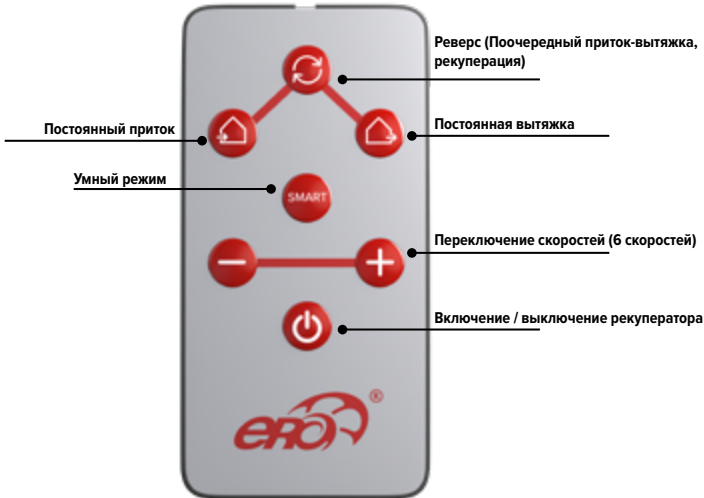 Реверс (Поочередный приток-вытяжка,
рекуперация)
Постоянный приток
Постоянная вытяжка
Умный режим
SMART
Переключение скоростей (6 скоростей)
Включение / выключение рекуператора
ERO®